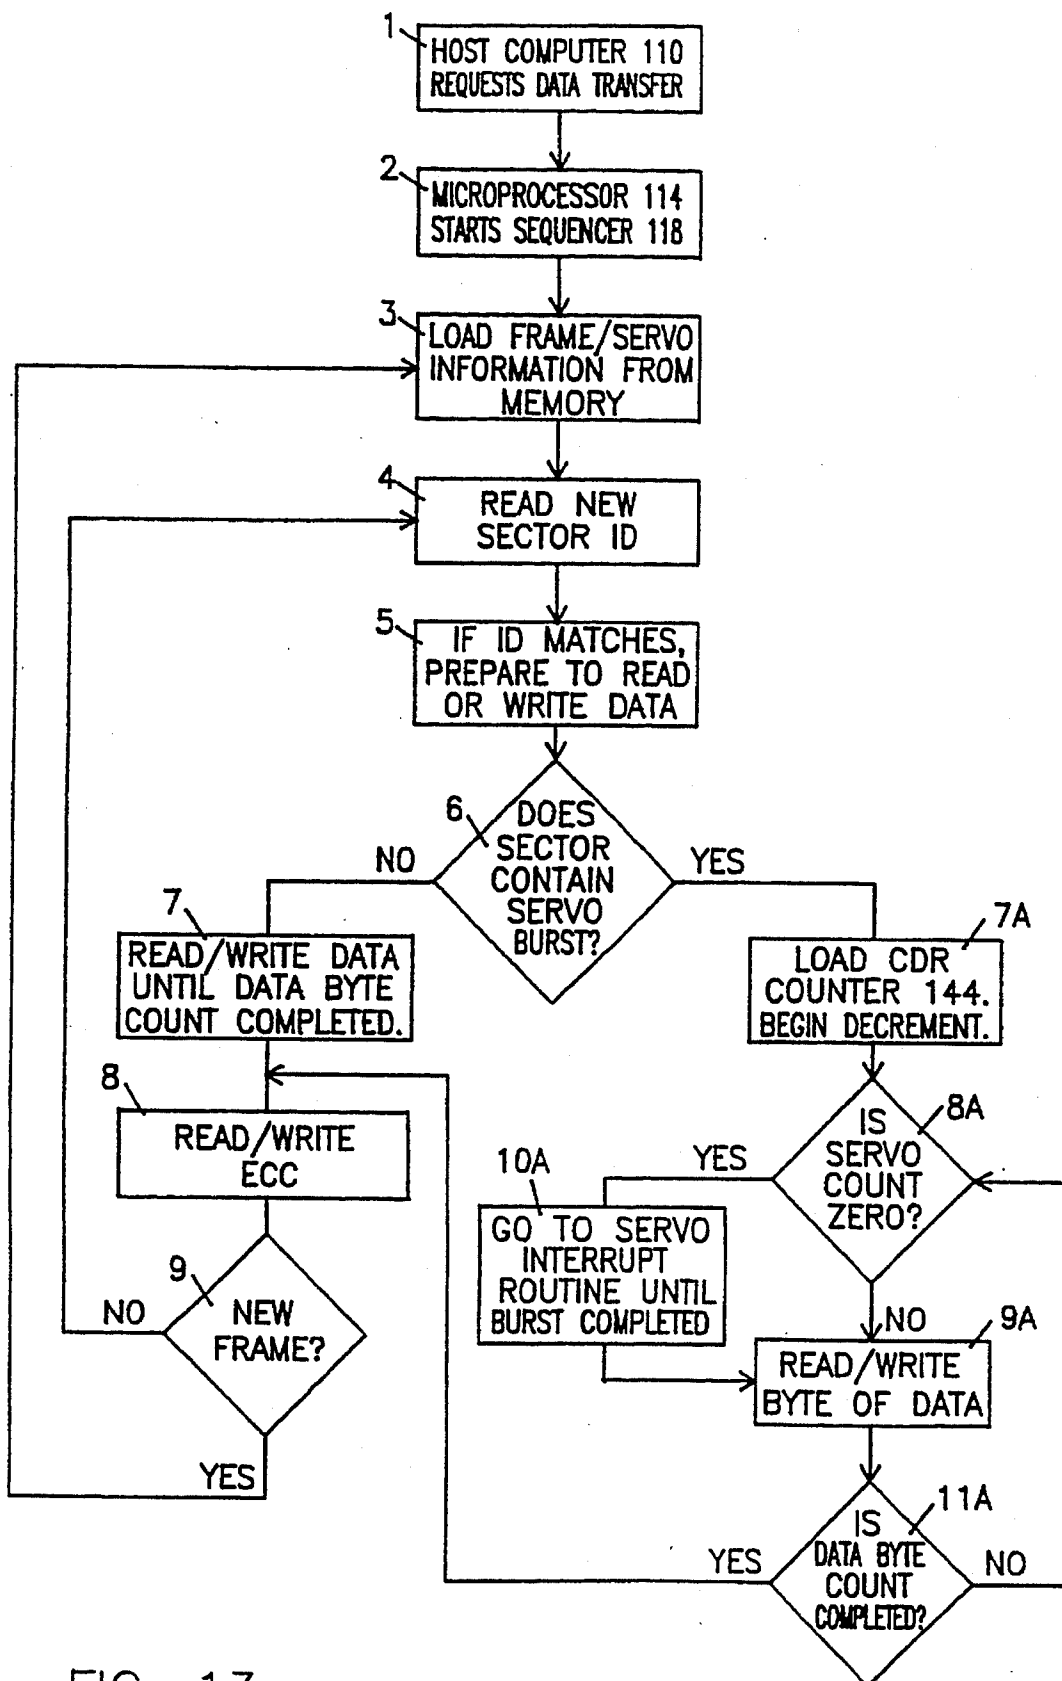 1
HOST COMPUTER 110
REQUESTS DATA TRANSFER
2
MICROPROCESSOR 114
STARTS SEQUENCER 118
3
LOAD FRAME/SERVO
INFORMATION FROM
MEMORY
4
READ NEW
SECTOR ID
5
IF ID MATCHES,
PREPARE TO READ
OR WRITE DATA
6
DOES
SECTOR
CONTAIN
SERVO
BURST?
NO
YES
7
READ/WRITE DATA
UNTIL DATA BYTE
COUNT COMPLETED.
7A
LOAD CDR
COUNTER 144.
BEGIN DECREMENT.
8
READ/WRITE
ECC
8A
IS
SERVO
COUNT
ZERO?
YES
NO
10A
GO TO SERVO
INTERRUPT
ROUTINE UNTIL
BURST COMPLETED
9
NEW
FRAME?
NO
YES
9A
READ/WRITE
BYTE OF DATA
11A
IS
DATA BYTE
COUNT
COMPLETED?
YES
NO